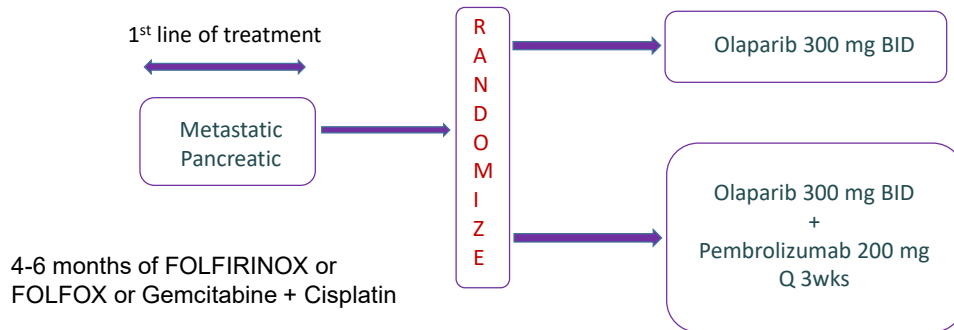 1st line of treatment
Metastatic
Pancreatic
4-6 months of FOLFIRINOX or
FOLFOX or Gemcitabine + Cisplatin
R
A
N
D
O
M
I
Z
E
Olaparib 300 mg BID
Olaparib 300 mg BID
+
Pembrolizumab 200 mg
Q 3wks